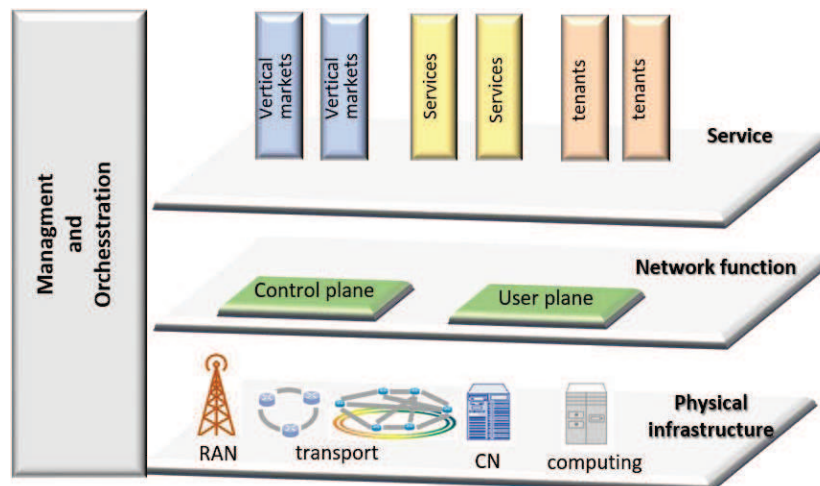 Managment
and
Orchesstration
Vertical
markets
Vertical
markets
Services
Services
tenants
tenants
Service
Network function
Control plane
User plane
Physical
infrastructure
RAN
transport
CN
computing